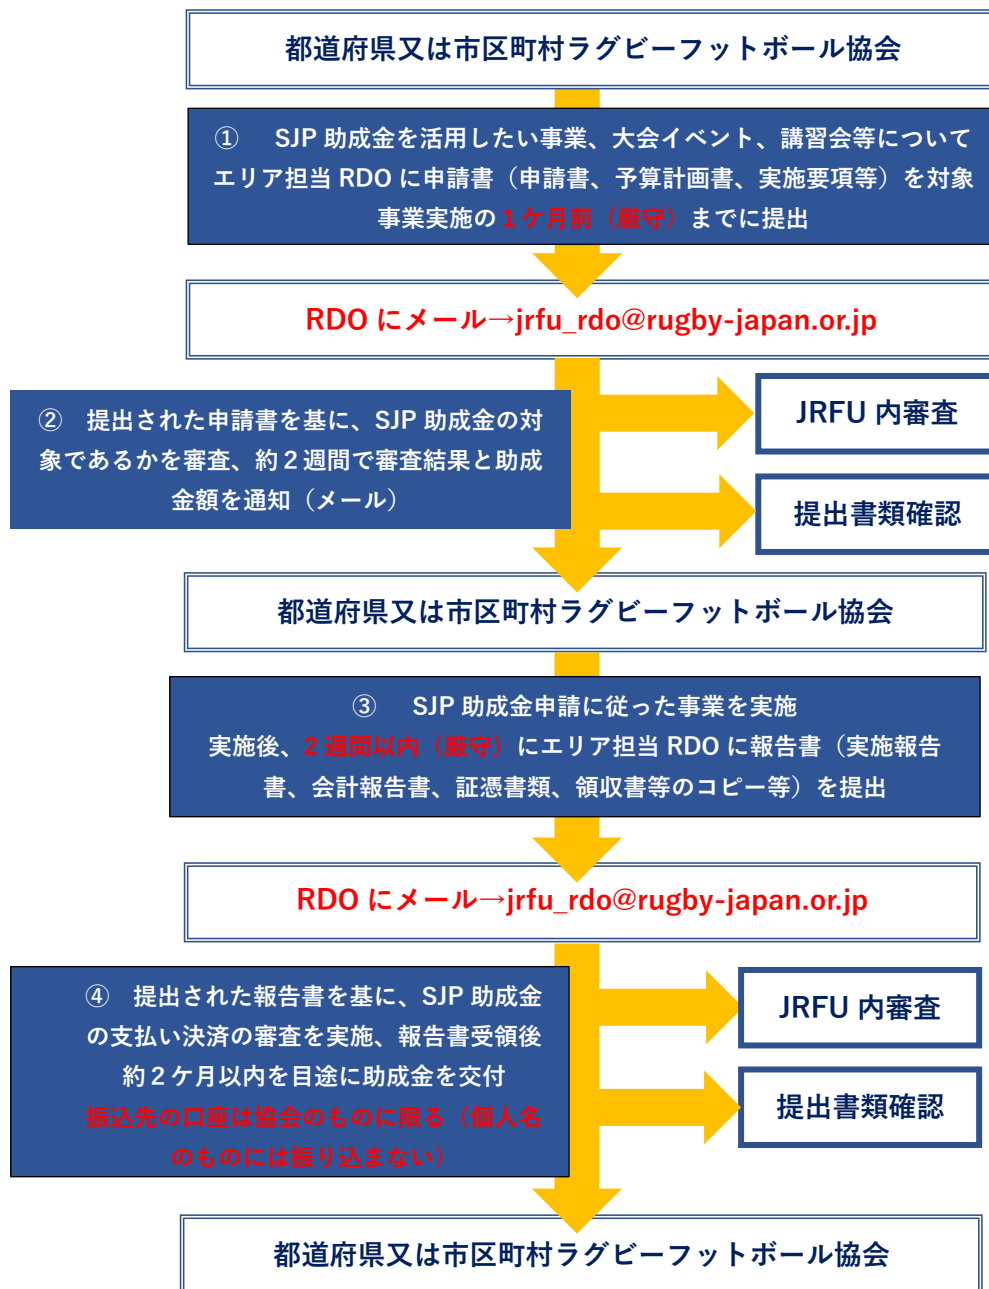 都道府県又は市区町村ラグビーフットボール協会
① SJP 助成金を活用したい事業、大会イベント、講習会等について
エリア担当 RDO に申請書（申請書、予算計画書、実施要項等）を対象
事業実施の１ケ月前（厳守）までに提出
RDO にメール→jrfu_rdo@rugby-japan.or.jp
② 提出された申請書を基に、SJP 助成金の対
象であるかを審査、約２週間で審査結果と助成
金額を通知（メール）
JRFU 内審査
提出書類確認
都道府県又は市区町村ラグビーフットボール協会
③ SJP 助成金申請に従った事業を実施
実施後、２週間以内（厳守）にエリア担当 RDO に報告書（実施報告
書、会計報告書、証憑書類、領収書等のコピー等）を提出
RDO にメール→jrfu_rdo@rugby-japan.or.jp
④ 提出された報告書を基に、SJP 助成金
の支払い決済の審査を実施、報告書受領後
約２ケ月以内を目途に助成金を交付
振込先の口座は協会のものに限る（個人名
のものには振り込まない）
JRFU 内審査
提出書類確認
都道府県又は市区町村ラグビーフットボール協会